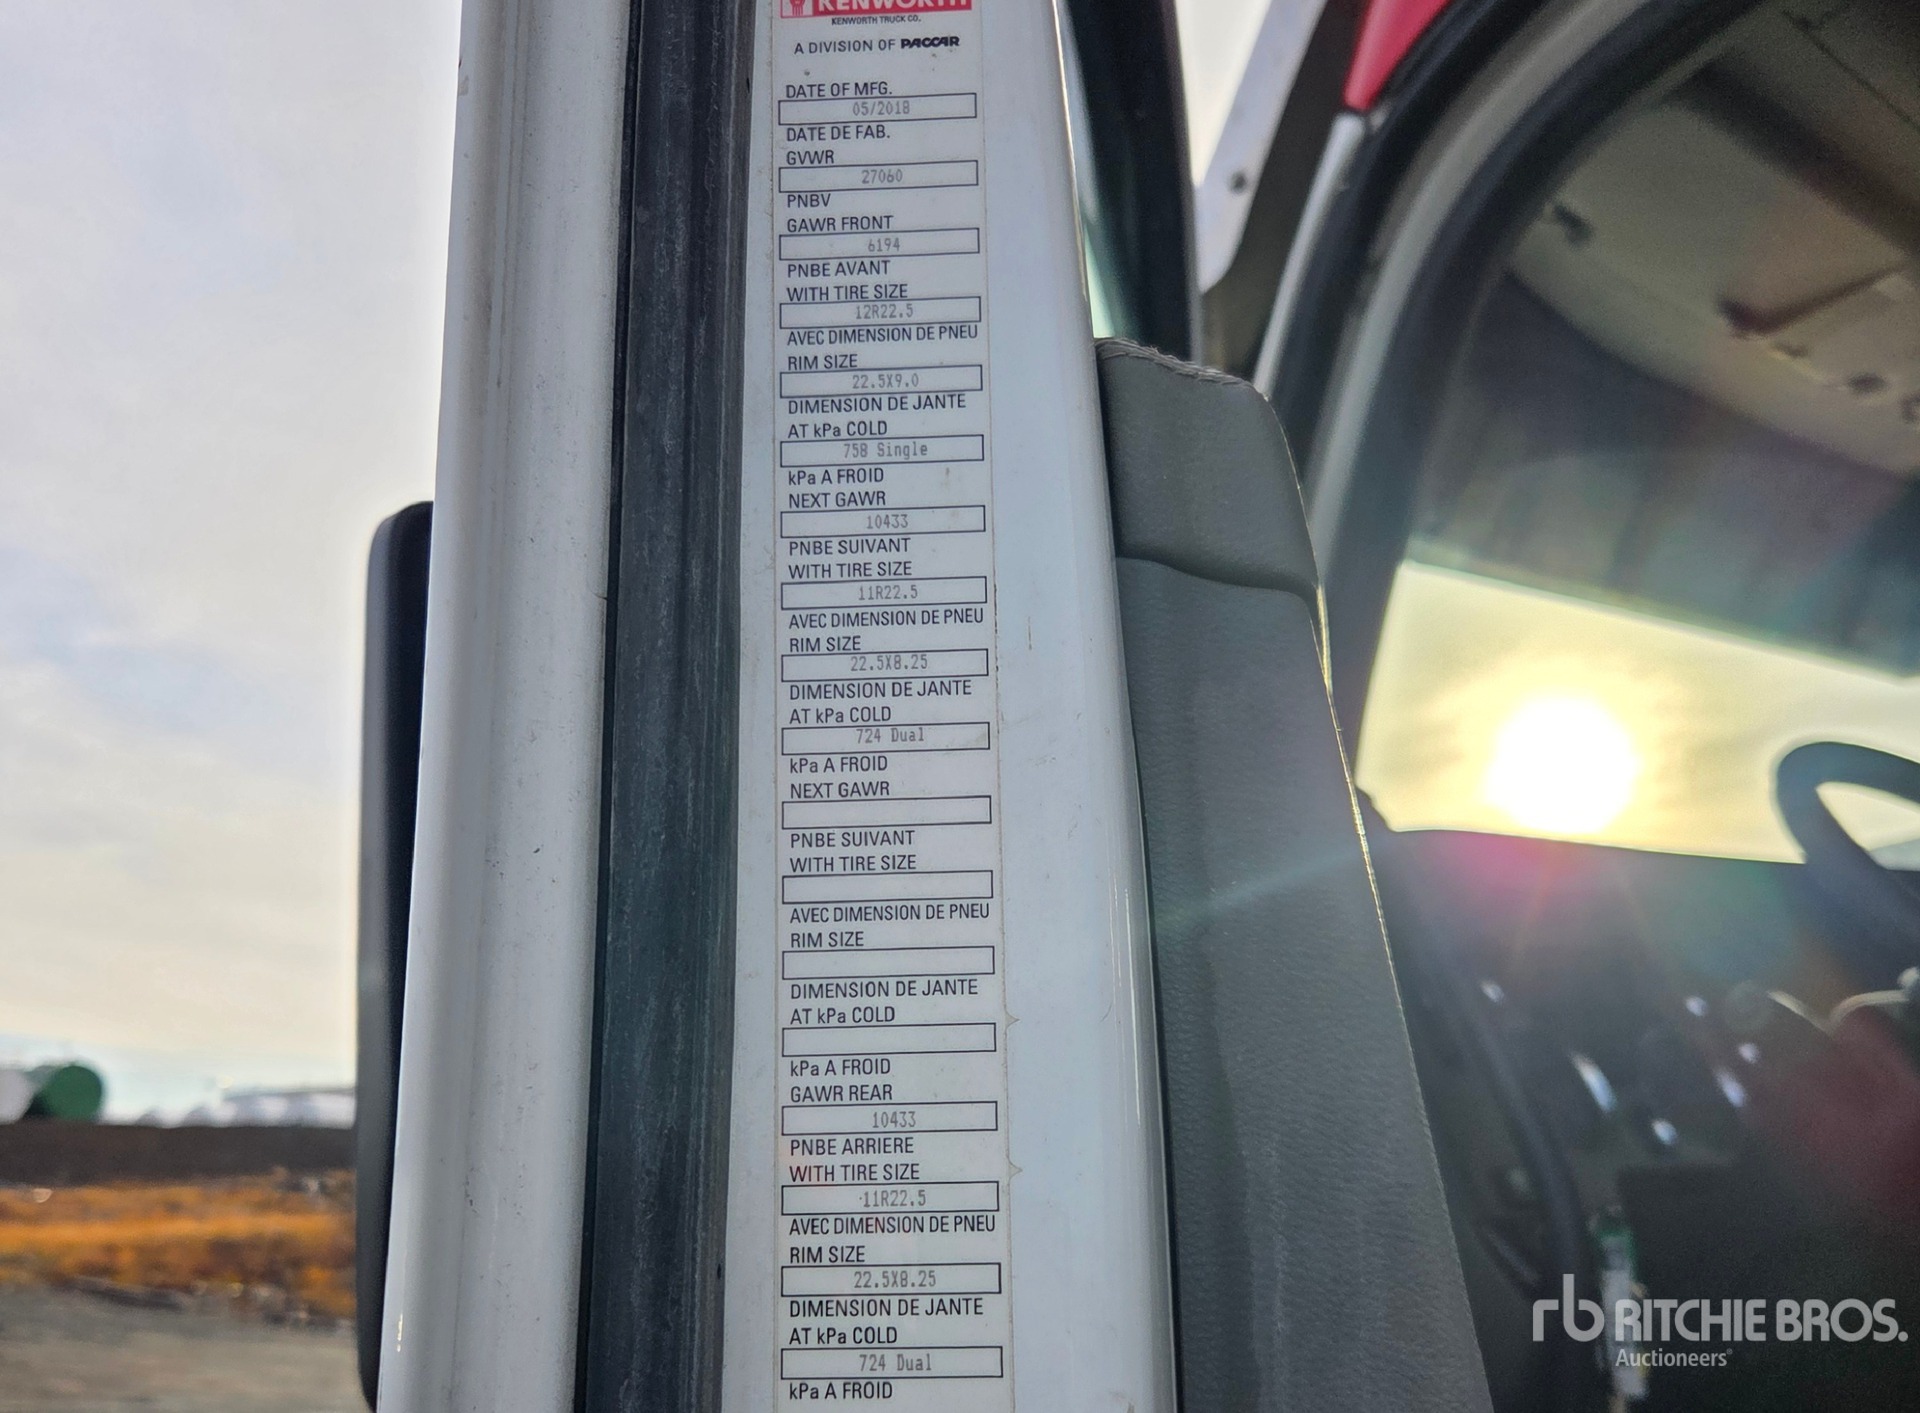 KENWORTH
KENWORTH TRUCK CO.
A DIVISION OF PACCAR
DATE OF MFG.
05/2018
DATE DE FAB.
GVWR
27060
PNBV
GAWR FRONT
6194
PNBE AVANT
WITH TIRE SIZE
12R22.5
AVEC DIMENSION DE PNEU
RIM SIZE
22.5X9.0
DIMENSION DE JANTE
AT kPa COLD
758 Single
kPa A FROID
NEXT GAWR
10433
PNBE SUIVANT
WITH TIRE SIZE
11R22.5
AVEC DIMENSION DE PNEU
RIM SIZE
22.5X8.25
DIMENSION DE JANTE
AT kPa COLD
724 Dual
kPa A FROID
NEXT GAWR
PNBE SUIVANT
WITH TIRE SIZE
AVEC DIMENSION DE PNEU
RIM SIZE
DIMENSION DE JANTE
AT kPa COLD
kPa A FROID
GAWR REAR
10433
PNBE ARRIERE
WITH TIRE SIZE
11R22.5
AVEC DIMENSION DE PNEU
RIM SIZE
22.5X8.25
DIMENSION DE JANTE
AT kPa COLD
724 Dual
kPa A FROID
rb RITCHIE BROS.
Auctioneers